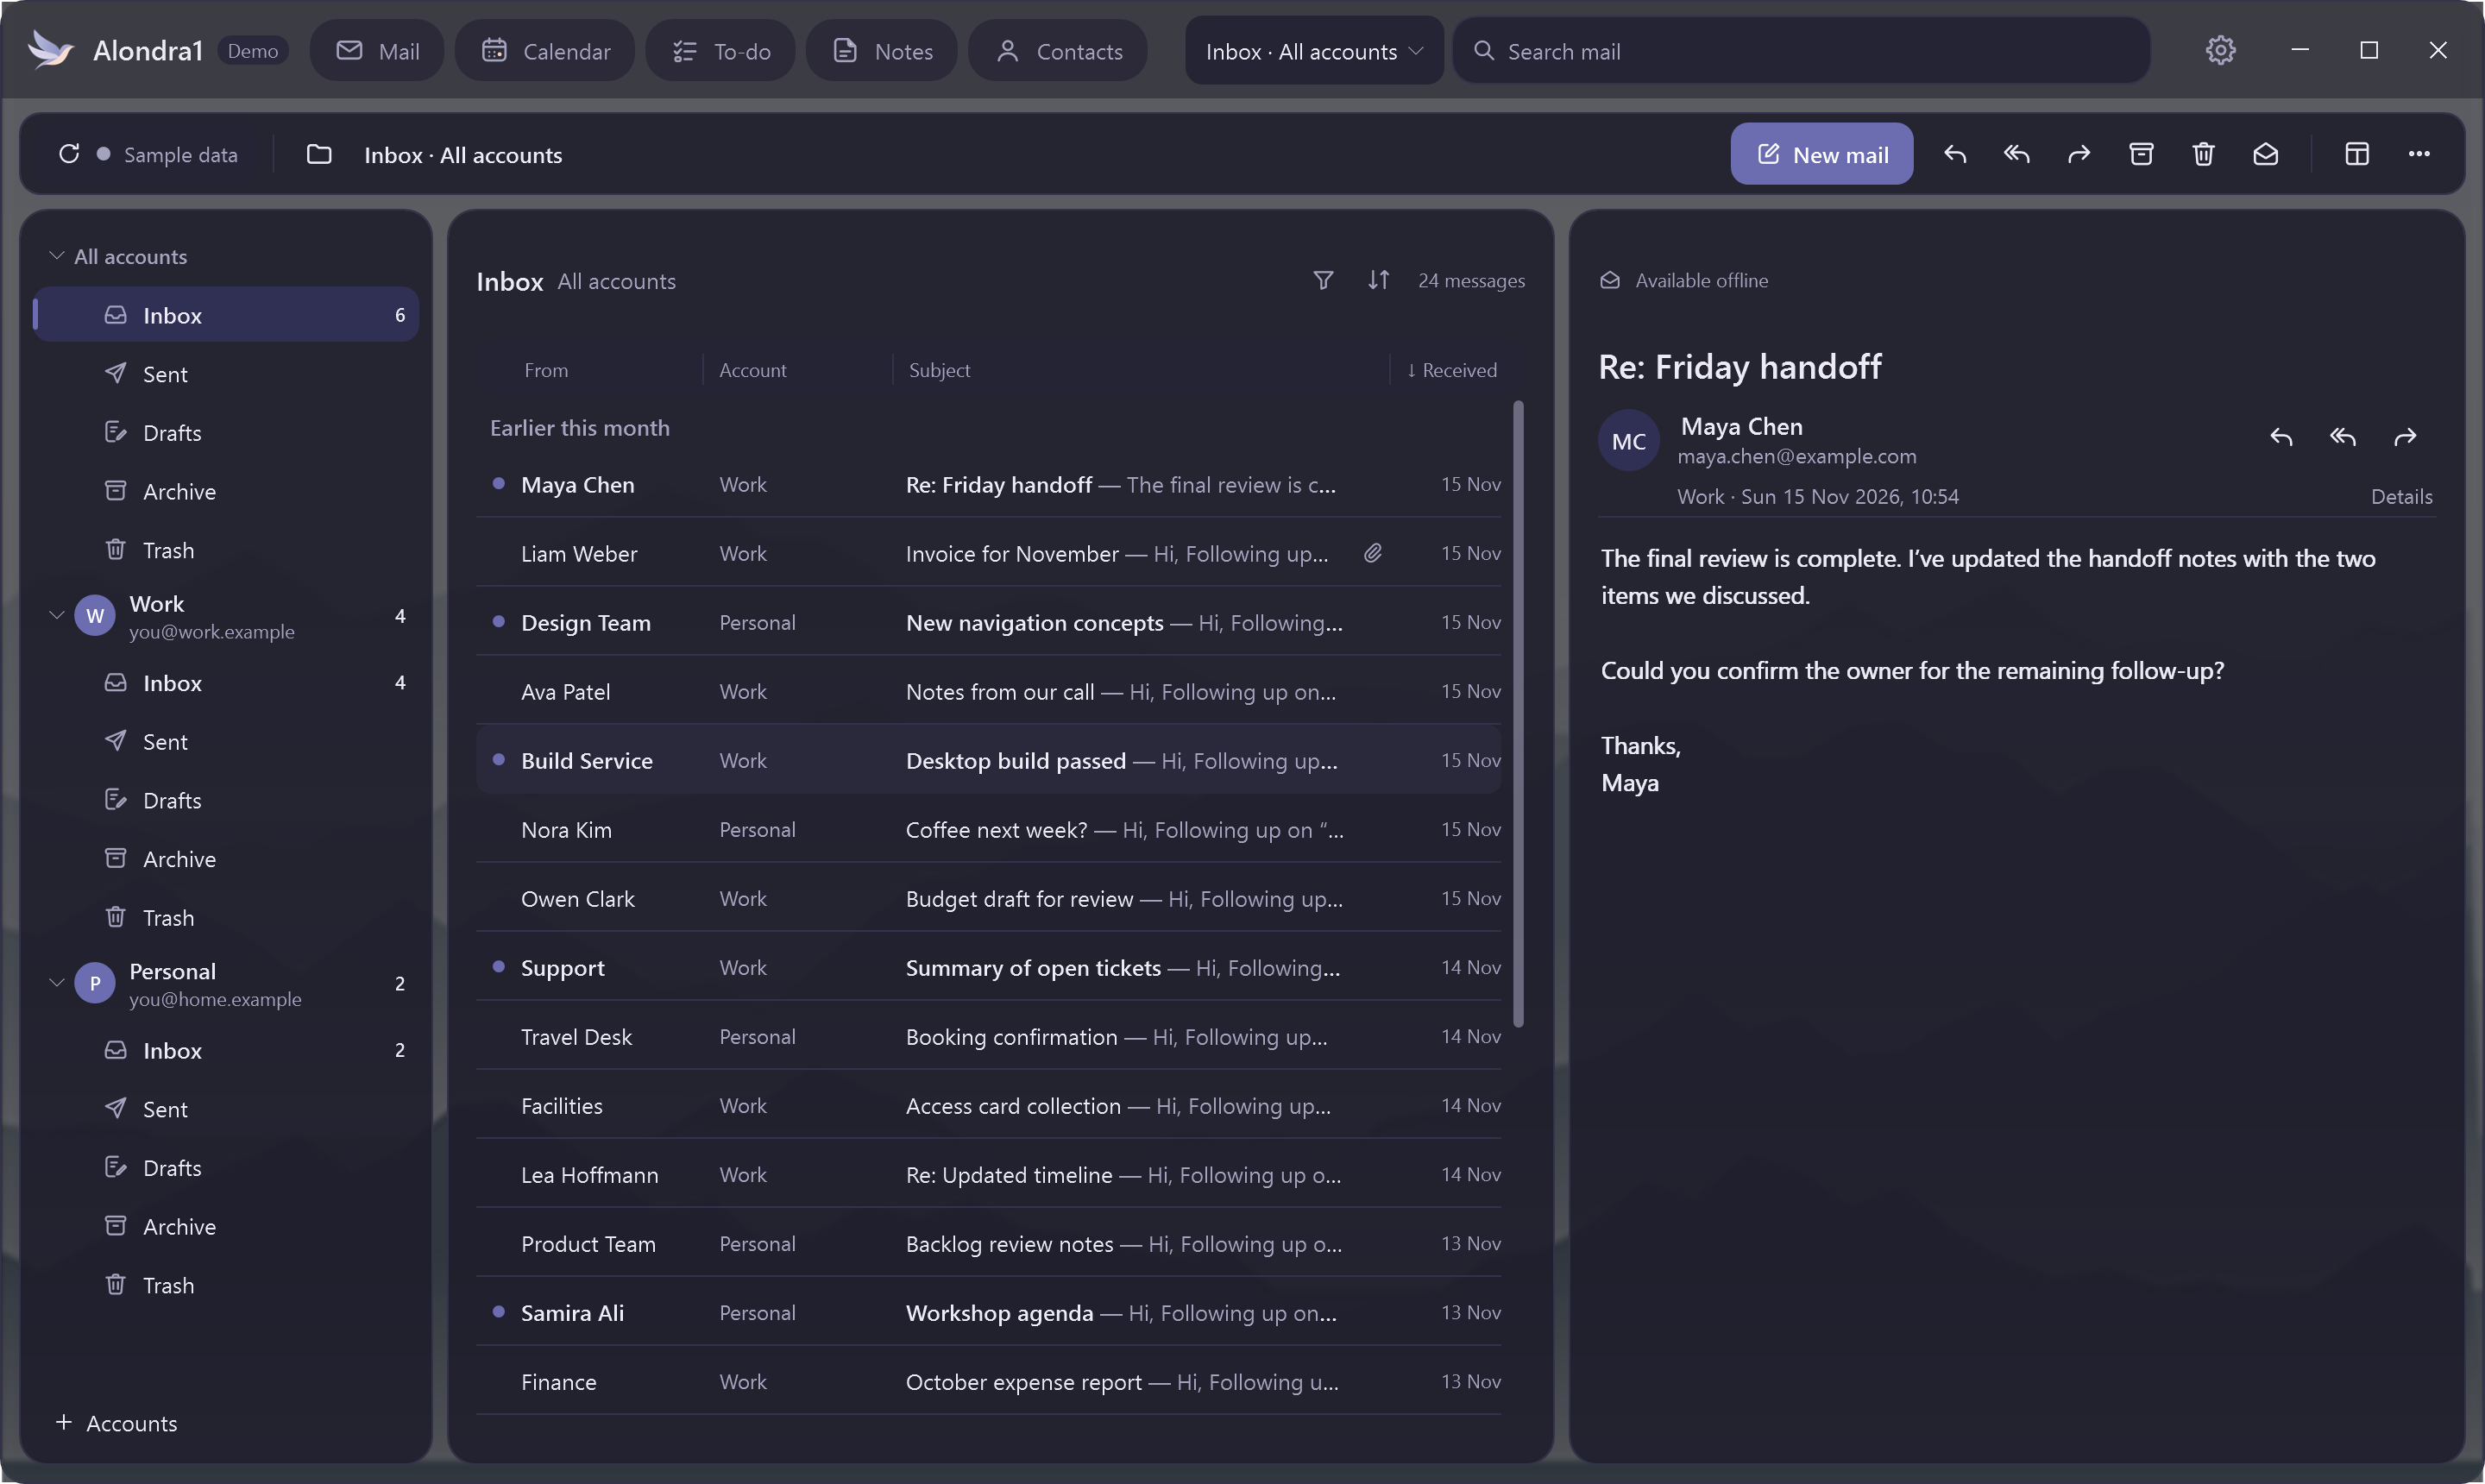 Alondra1 Demo Mail Calendar To-do Notes Contacts Inbox · All accounts Search mail
Sample data Inbox · All accounts New mail
All accounts
Inbox 6
Sent
Drafts
Archive
Trash
W Work 4
you@work.example
Inbox 4
Sent
Drafts
Archive
Trash
P Personal 2
you@home.example
Inbox 2
Sent
Drafts
Archive
Trash
+ Accounts
Inbox All accounts 24 messages
From Account Subject ↓ Received
Earlier this month
Maya Chen Work Re: Friday handoff — The final review is c... 15 Nov
Liam Weber Work Invoice for November — Hi, Following up... 15 Nov
Design Team Personal New navigation concepts — Hi, Following... 15 Nov
Ava Patel Work Notes from our call — Hi, Following up on... 15 Nov
Build Service Work Desktop build passed — Hi, Following up... 15 Nov
Nora Kim Personal Coffee next week? — Hi, Following up on “... 15 Nov
Owen Clark Work Budget draft for review — Hi, Following up... 15 Nov
Support Work Summary of open tickets — Hi, Following... 14 Nov
Travel Desk Personal Booking confirmation — Hi, Following up... 14 Nov
Facilities Work Access card collection — Hi, Following up... 14 Nov
Lea Hoffmann Work Re: Updated timeline — Hi, Following up o... 14 Nov
Product Team Personal Backlog review notes — Hi, Following up o... 13 Nov
Samira Ali Personal Workshop agenda — Hi, Following up on... 13 Nov
Finance Work October expense report — Hi, Following u... 13 Nov
Available offline
Re: Friday handoff
MC Maya Chen
maya.chen@example.com
Work · Sun 15 Nov 2026, 10:54 Details
The final review is complete. I’ve updated the handoff notes with the two
items we discussed.
Could you confirm the owner for the remaining follow-up?
Thanks,
Maya